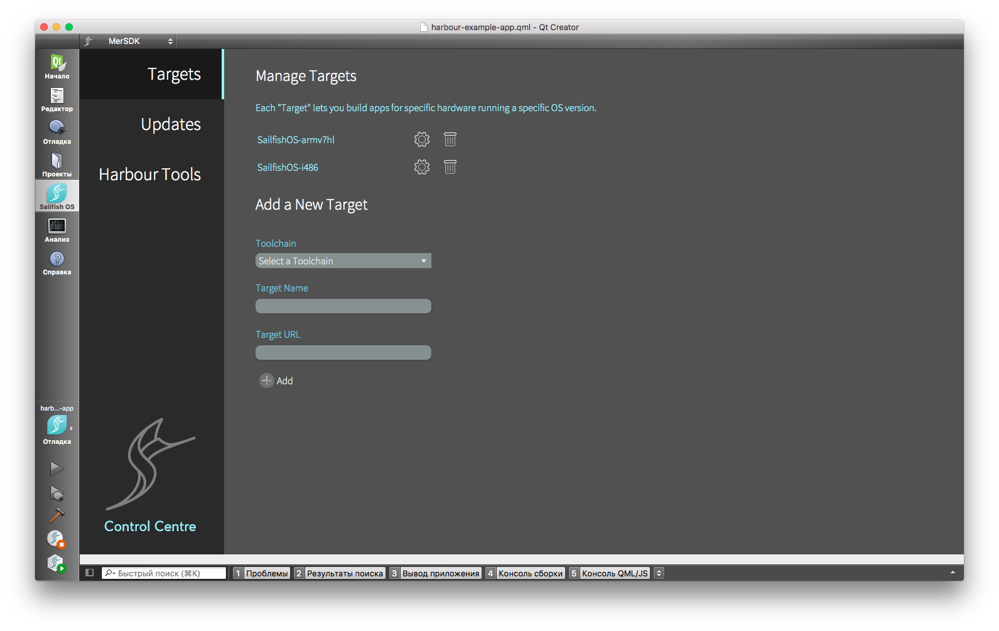 harbour-example-app.qml - Qt Creator
MerSDK
Qt
Начало
Редактор
Отладка
Проекты
Sailfish OS
Анализ
Справка
harb...-app
Отладка
Targets
Updates
Harbour Tools
Control Centre
Manage Targets
Each "Target" lets you build apps for specific hardware running a specific OS version.
SailfishOS-armv7hl
SailfishOS-i486
Add a New Target
Toolchain
Select a Toolchain
Target Name
Target URL
Add
Быстрый поиск (⌘K)
1 Проблемы
2 Результаты поиска
3 Вывод приложения
4 Консоль сборки
5 Консоль QML/JS